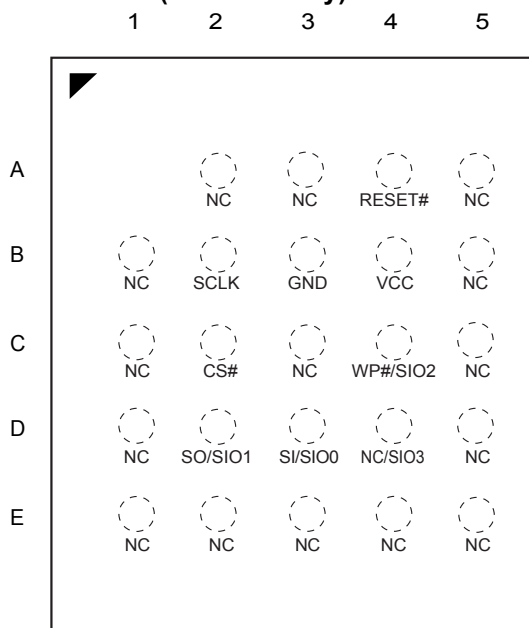 1 2 3 4 5
A
NC NC RESET# NC
B
NC SCLK GND VCC NC
C
NC CS# NC WP#/SIO2 NC
D
NC SO/SIO1 SI/SIO0 NC/SIO3 NC
E
NC NC NC NC NC